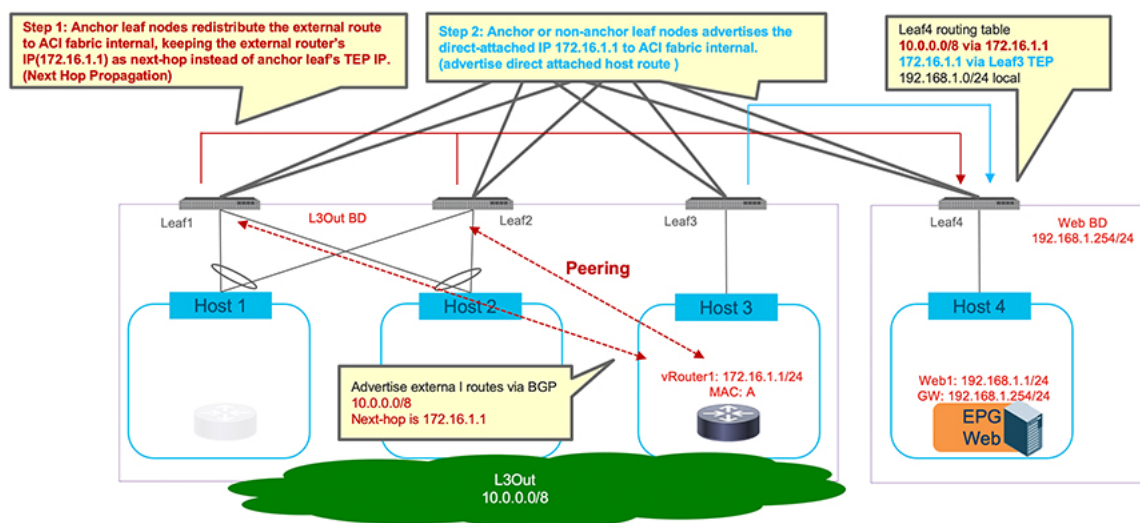 Step 1: Anchor leaf nodes redistribute the external route
to ACI fabric internal, keeping the external router's
IP(172.16.1.1) as next-hop instead of anchor leaf's TEP IP.
(Next Hop Propagation)
Step 2: Anchor or non-anchor leaf nodes advertises the
direct-attached IP 172.16.1.1 to ACI fabric internal.
(advertise direct attached host route )
Leaf4 routing table
10.0.0.0/8 via 172.16.1.1
172.16.1.1 via Leaf3 TEP
192.168.1.0/24 local
Leaf1
L3Out BD
Leaf2
Leaf3
Leaf4
Web BD
192.168.1.254/24
Peering
Host 1
Host 2
Host 3
Host 4
Advertise externa l routes via BGP
10.0.0.0/8
Next-hop is 172.16.1.1
vRouter1: 172.16.1.1/24
MAC: A
Web1: 192.168.1.1/24
GW: 192.168.1.254/24
EPG
Web
L3Out
10.0.0.0/8